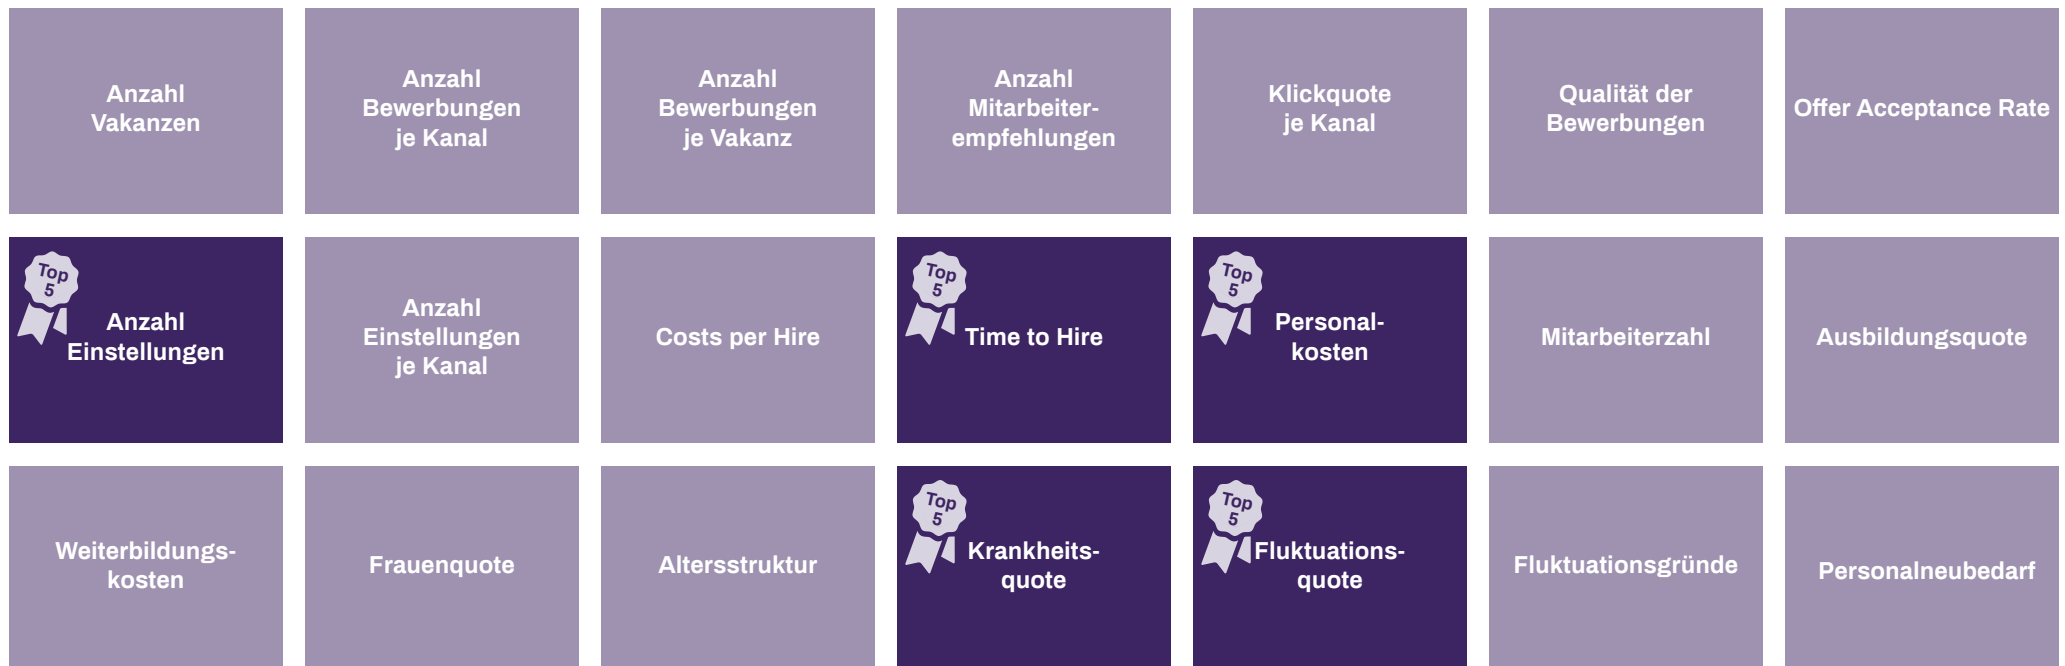 Anzahl
Vakanzen
Anzahl
Bewerbungen
je Kanal
Anzahl
Bewerbungen
je Vakanz
Anzahl
Mitarbeiter-
empfehlungen
Klickquote
je Kanal
Qualität der
Bewerbungen
Offer Acceptance Rate
Top
5
Anzahl
Einstellungen
Anzahl
Einstellungen
je Kanal
Costs per Hire
Top
5
Time to Hire
Top
5
Personal-
kosten
Mitarbeiterzahl
Ausbildungsquote
Weiterbildungs-
kosten
Frauenquote
Altersstruktur
Top
5
Krankheits-
quote
Top
5
Fluktuations-
quote
Fluktuationsgründe
Personalneubedarf